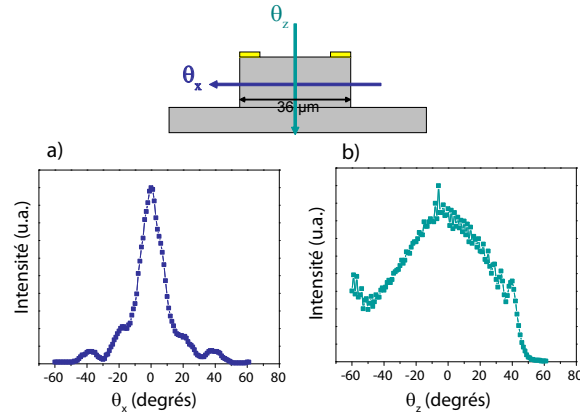 θz
θx
36 µm
a)
b)
Intensité (u.a.)
Intensité (u.a.)
-80 -60 -40 -20 0 20 40 60 80
-60 -40 -20 0 20 40 60 80
θx (degrés)
θz (degrés)